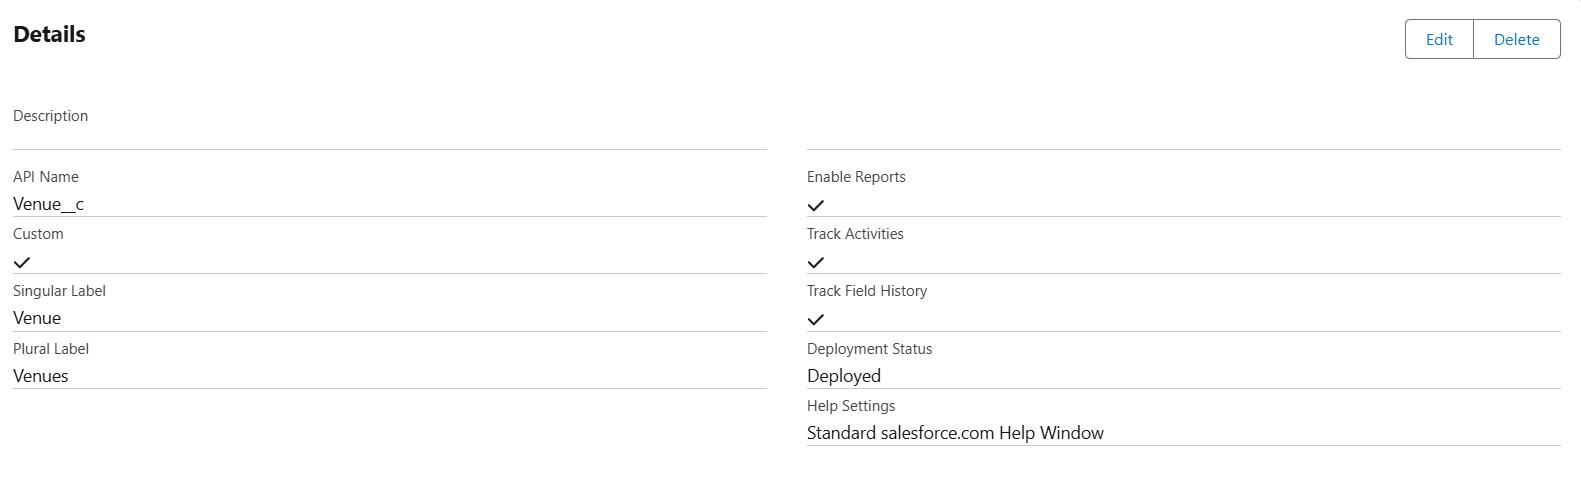 Details
Edit
Delete
Description
API Name
Venue__c
Custom
Singular Label
Venue
Plural Label
Venues
Enable Reports
Track Activities
Track Field History
Deployment Status
Deployed
Help Settings
Standard salesforce.com Help Window